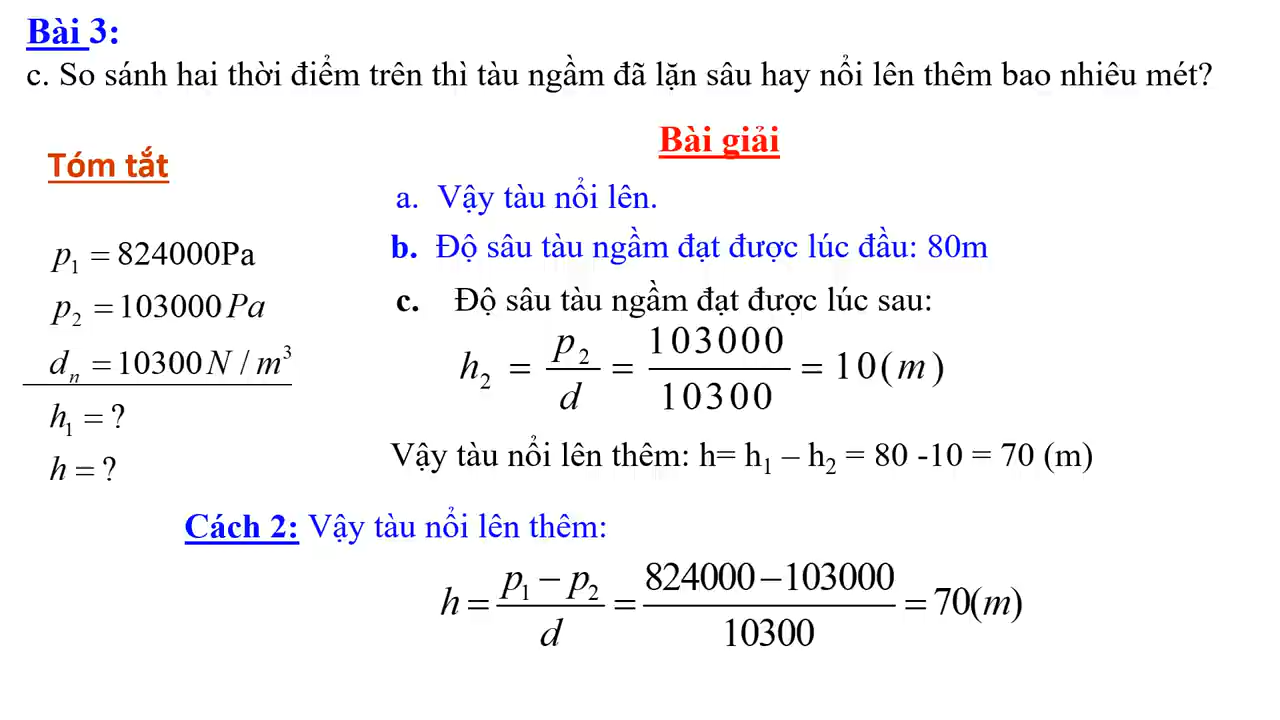 Bài 3:
c. So sánh hai thời điểm trên thì tàu ngầm đã lặn sâu hay nổi lên thêm bao nhiêu mét?
Bài giải
Tóm tắt
p₁ = 824000Pa
p₂ = 103000 Pa
dₙ = 10300 N / m³
h₁ = ?
h = ?
a. Vậy tàu nổi lên.
b. Độ sâu tàu ngầm đạt được lúc đầu: 80m
c. Độ sâu tàu ngầm đạt được lúc sau:
h₂ = p₂/d = 103000/10300 = 10(m)
Vậy tàu nổi lên thêm: h= h₁ – h₂ = 80 -10 = 70 (m)
Cách 2: Vậy tàu nổi lên thêm:
h = (p₁ – p₂)/d = (824000 – 103000)/10300 = 70(m)